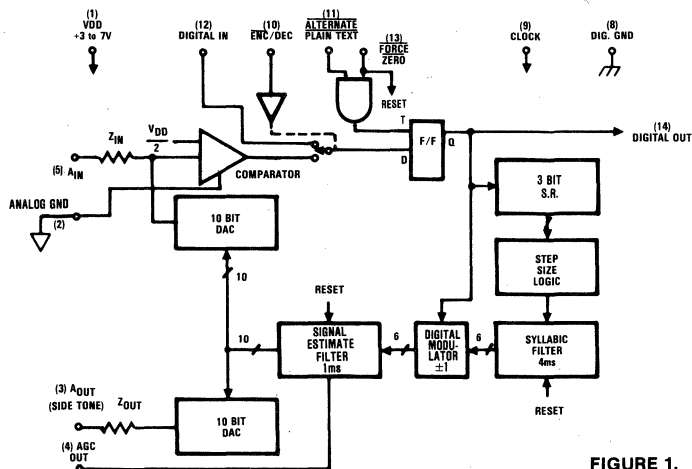 (1)
VDD
+3 to 7V
(12)
DIGITAL IN
(10)
ENC/DEC
(11)
ALTERNATE
PLAIN TEXT
(13)
FORCE
ZERO
(9)
CLOCK
(8)
DIG. GND
RESET
T
F/F
Q
D
(14)
DIGITAL OUT
ZIN
VDD
2
(5) AIN
COMPARATOR
ANALOG GND
(2)
10 BIT
DAC
3 BIT
S.R.
STEP
SIZE
LOGIC
10
RESET
10
SIGNAL
ESTIMATE
FILTER
1ms
6
DIGITAL
MODU-
LATOR
±1
6
SYLLABIC
FILTER
4ms
RESET
(3) AOUT
(SIDE TONE)
ZOUT
10 BIT
DAC
(4) AGC
OUT
FIGURE 1.